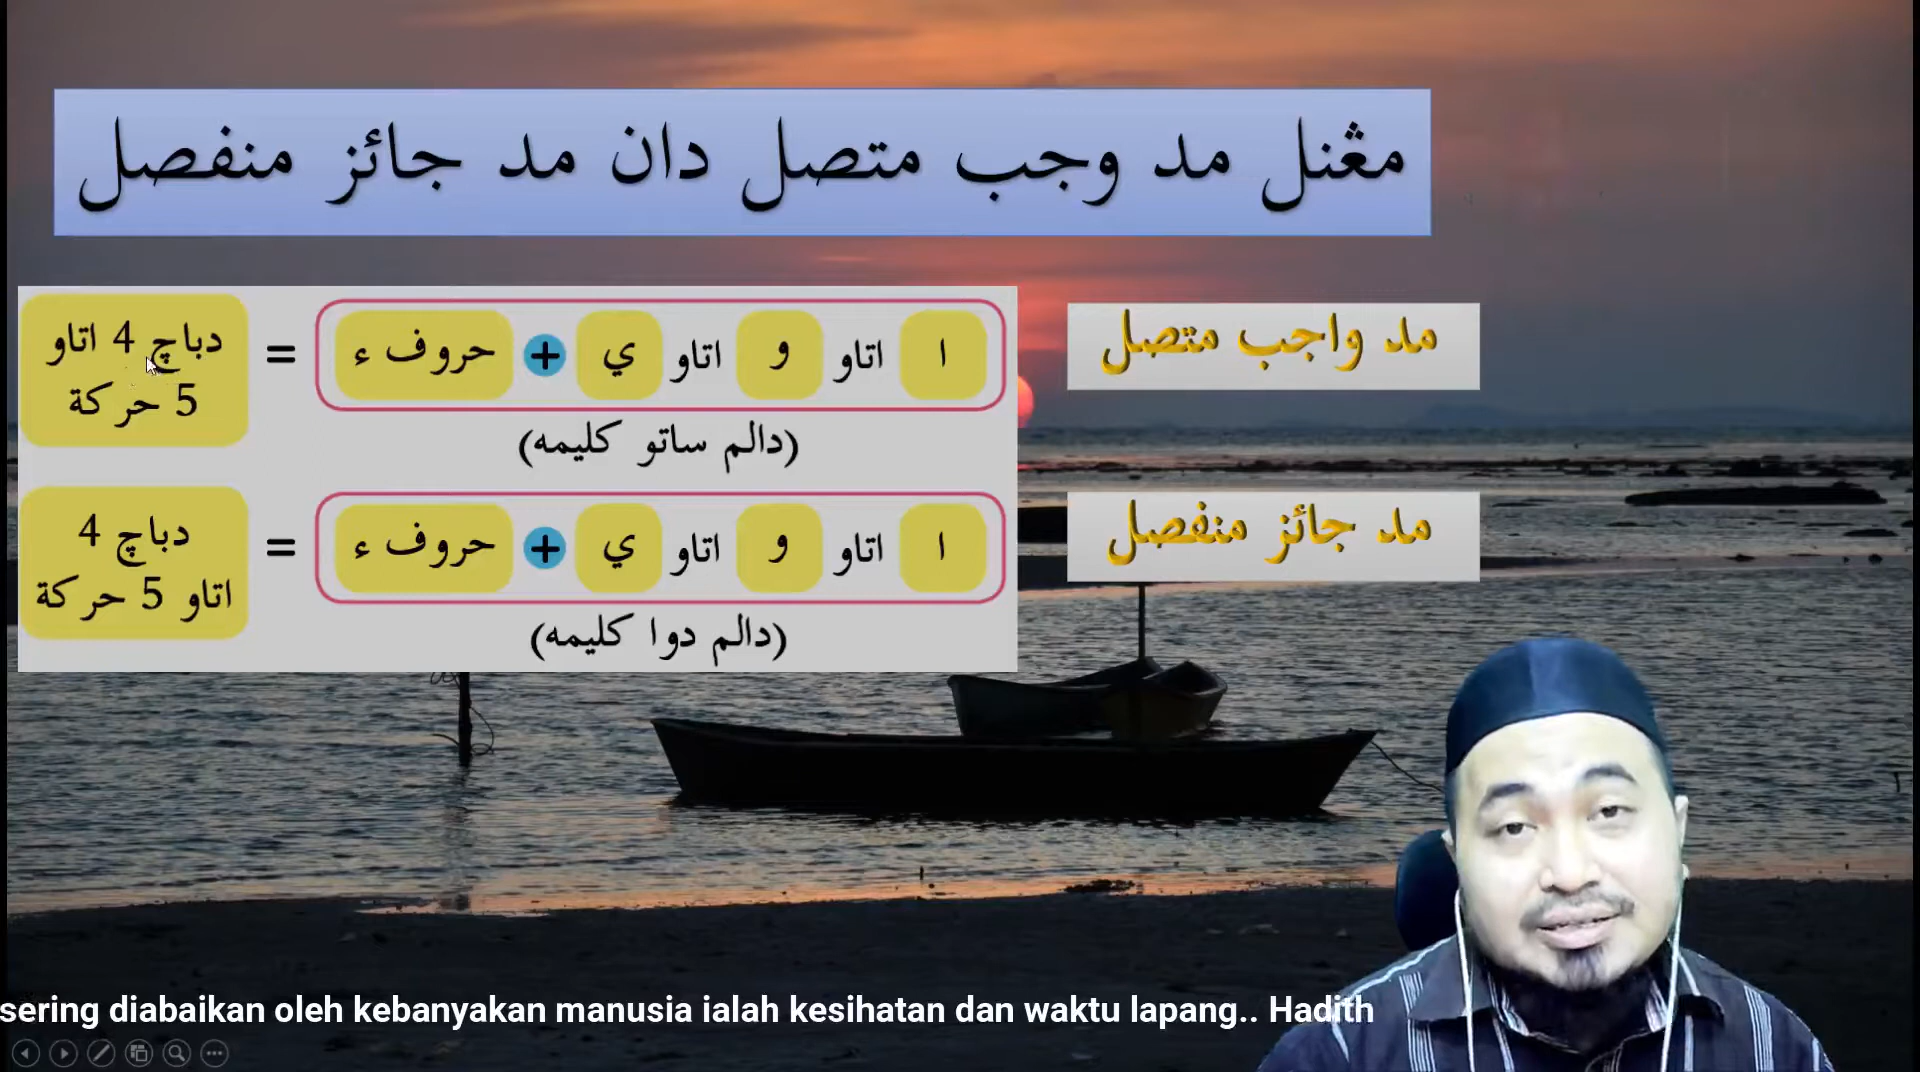 مڠنل مد وجب متصل دان مد جائز منفصل
مد واجب متصل
ا اتاو و اتاو ي + حروف ء = دباچ 4 اتاو
5 حركة
(دالم ساتو كليمه)
مد جائز منفصل
ا اتاو و اتاو ي + حروف ء = دباچ 4
اتاو 5 حركة
(دالم دوا كليمه)
sering diabaikan oleh kebanyakan manusia ialah kesihatan dan waktu lapang.. Hadith